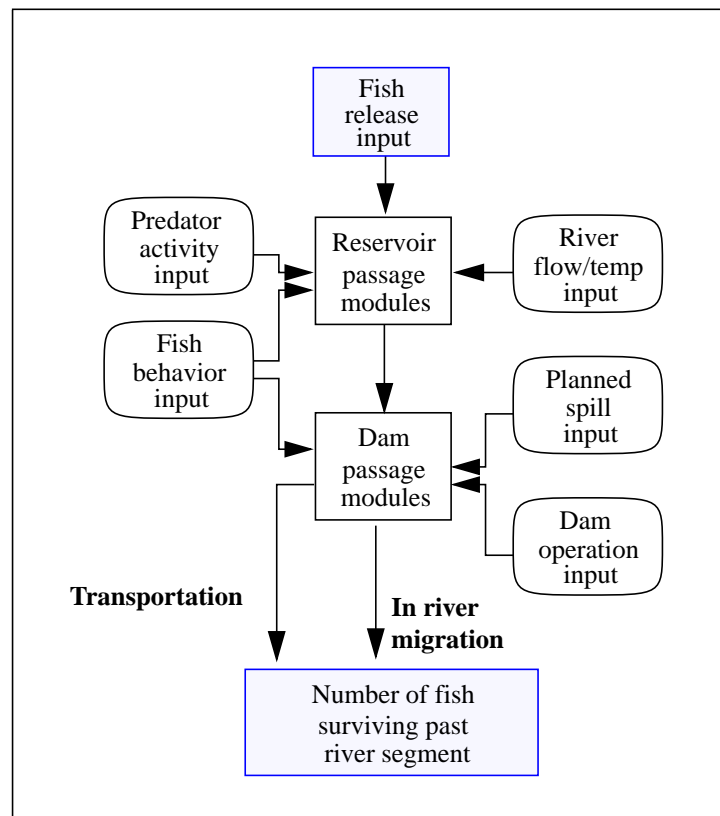 Fish
release
input
Predator
activity
input
Reservoir
passage
modules
River
flow/temp
input
Fish
behavior
input
Planned
spill
input
Dam
passage
modules
Dam
operation
input
Transportation
In river
migration
Number of fish
surviving past
river segment